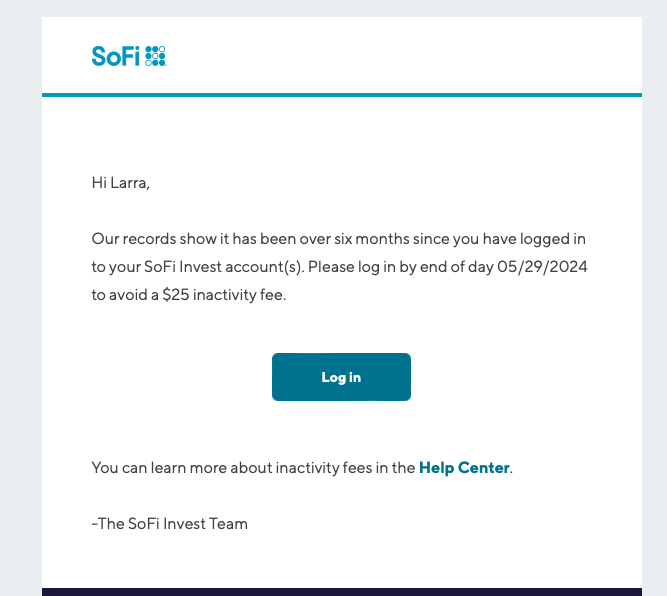 SoFi
Hi Larra,
Our records show it has been over six months since you have logged in
to your SoFi Invest account(s). Please log in by end of day 05/29/2024
to avoid a $25 inactivity fee.
Log in
You can learn more about inactivity fees in the Help Center.
-The SoFi Invest Team